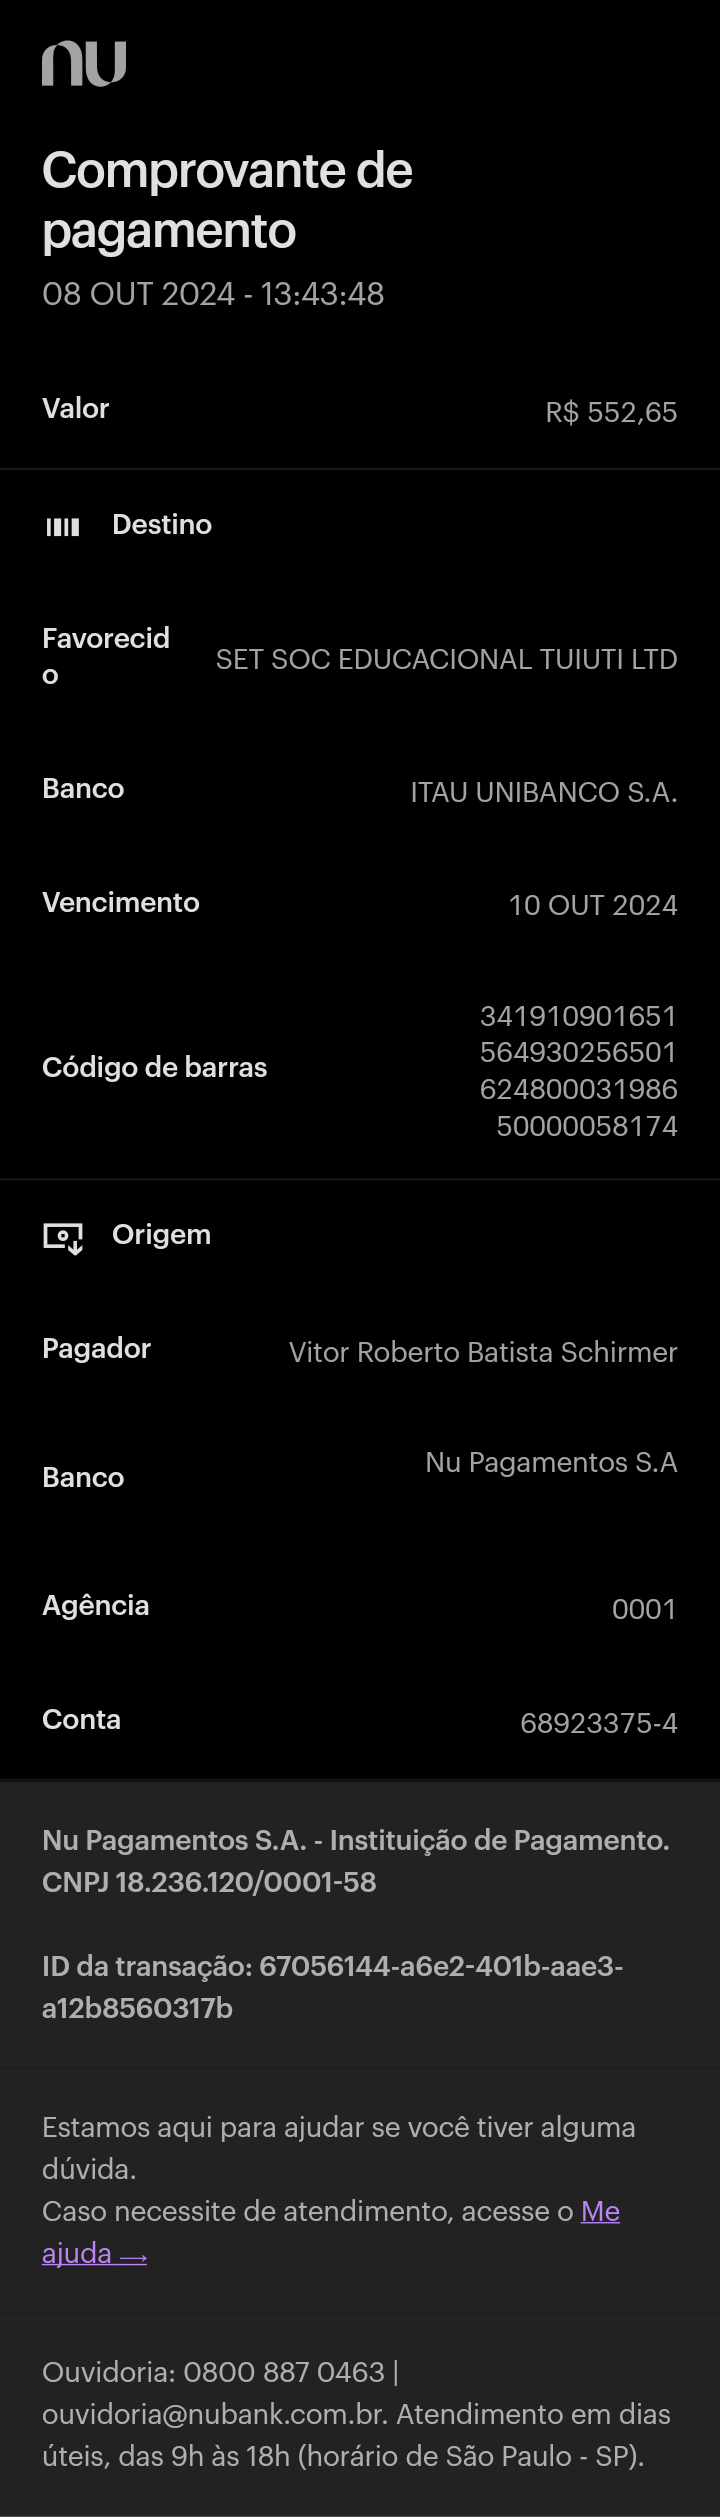 nu
Comprovante de
pagamento
08 OUT 2024 - 13:43:48
Valor
R$ 552,65
Destino
Favorecid
o
SET SOC EDUCACIONAL TUIUTI LTD
Banco
ITAU UNIBANCO S.A.
Vencimento
10 OUT 2024
Código de barras
341910901651
564930256501
624800031986
50000058174
Origem
Pagador
Vitor Roberto Batista Schirmer
Banco
Nu Pagamentos S.A
Agência
0001
Conta
68923375-4
Nu Pagamentos S.A. - Instituição de Pagamento.
CNPJ 18.236.120/0001-58
ID da transação: 67056144-a6e2-401b-aae3-
a12b8560317b
Estamos aqui para ajudar se você tiver alguma
dúvida.
Caso necessite de atendimento, acesse o Me
ajuda →
Ouvidoria: 0800 887 0463 |
ouvidoria@nubank.com.br. Atendimento em dias
úteis, das 9h às 18h (horário de São Paulo - SP).